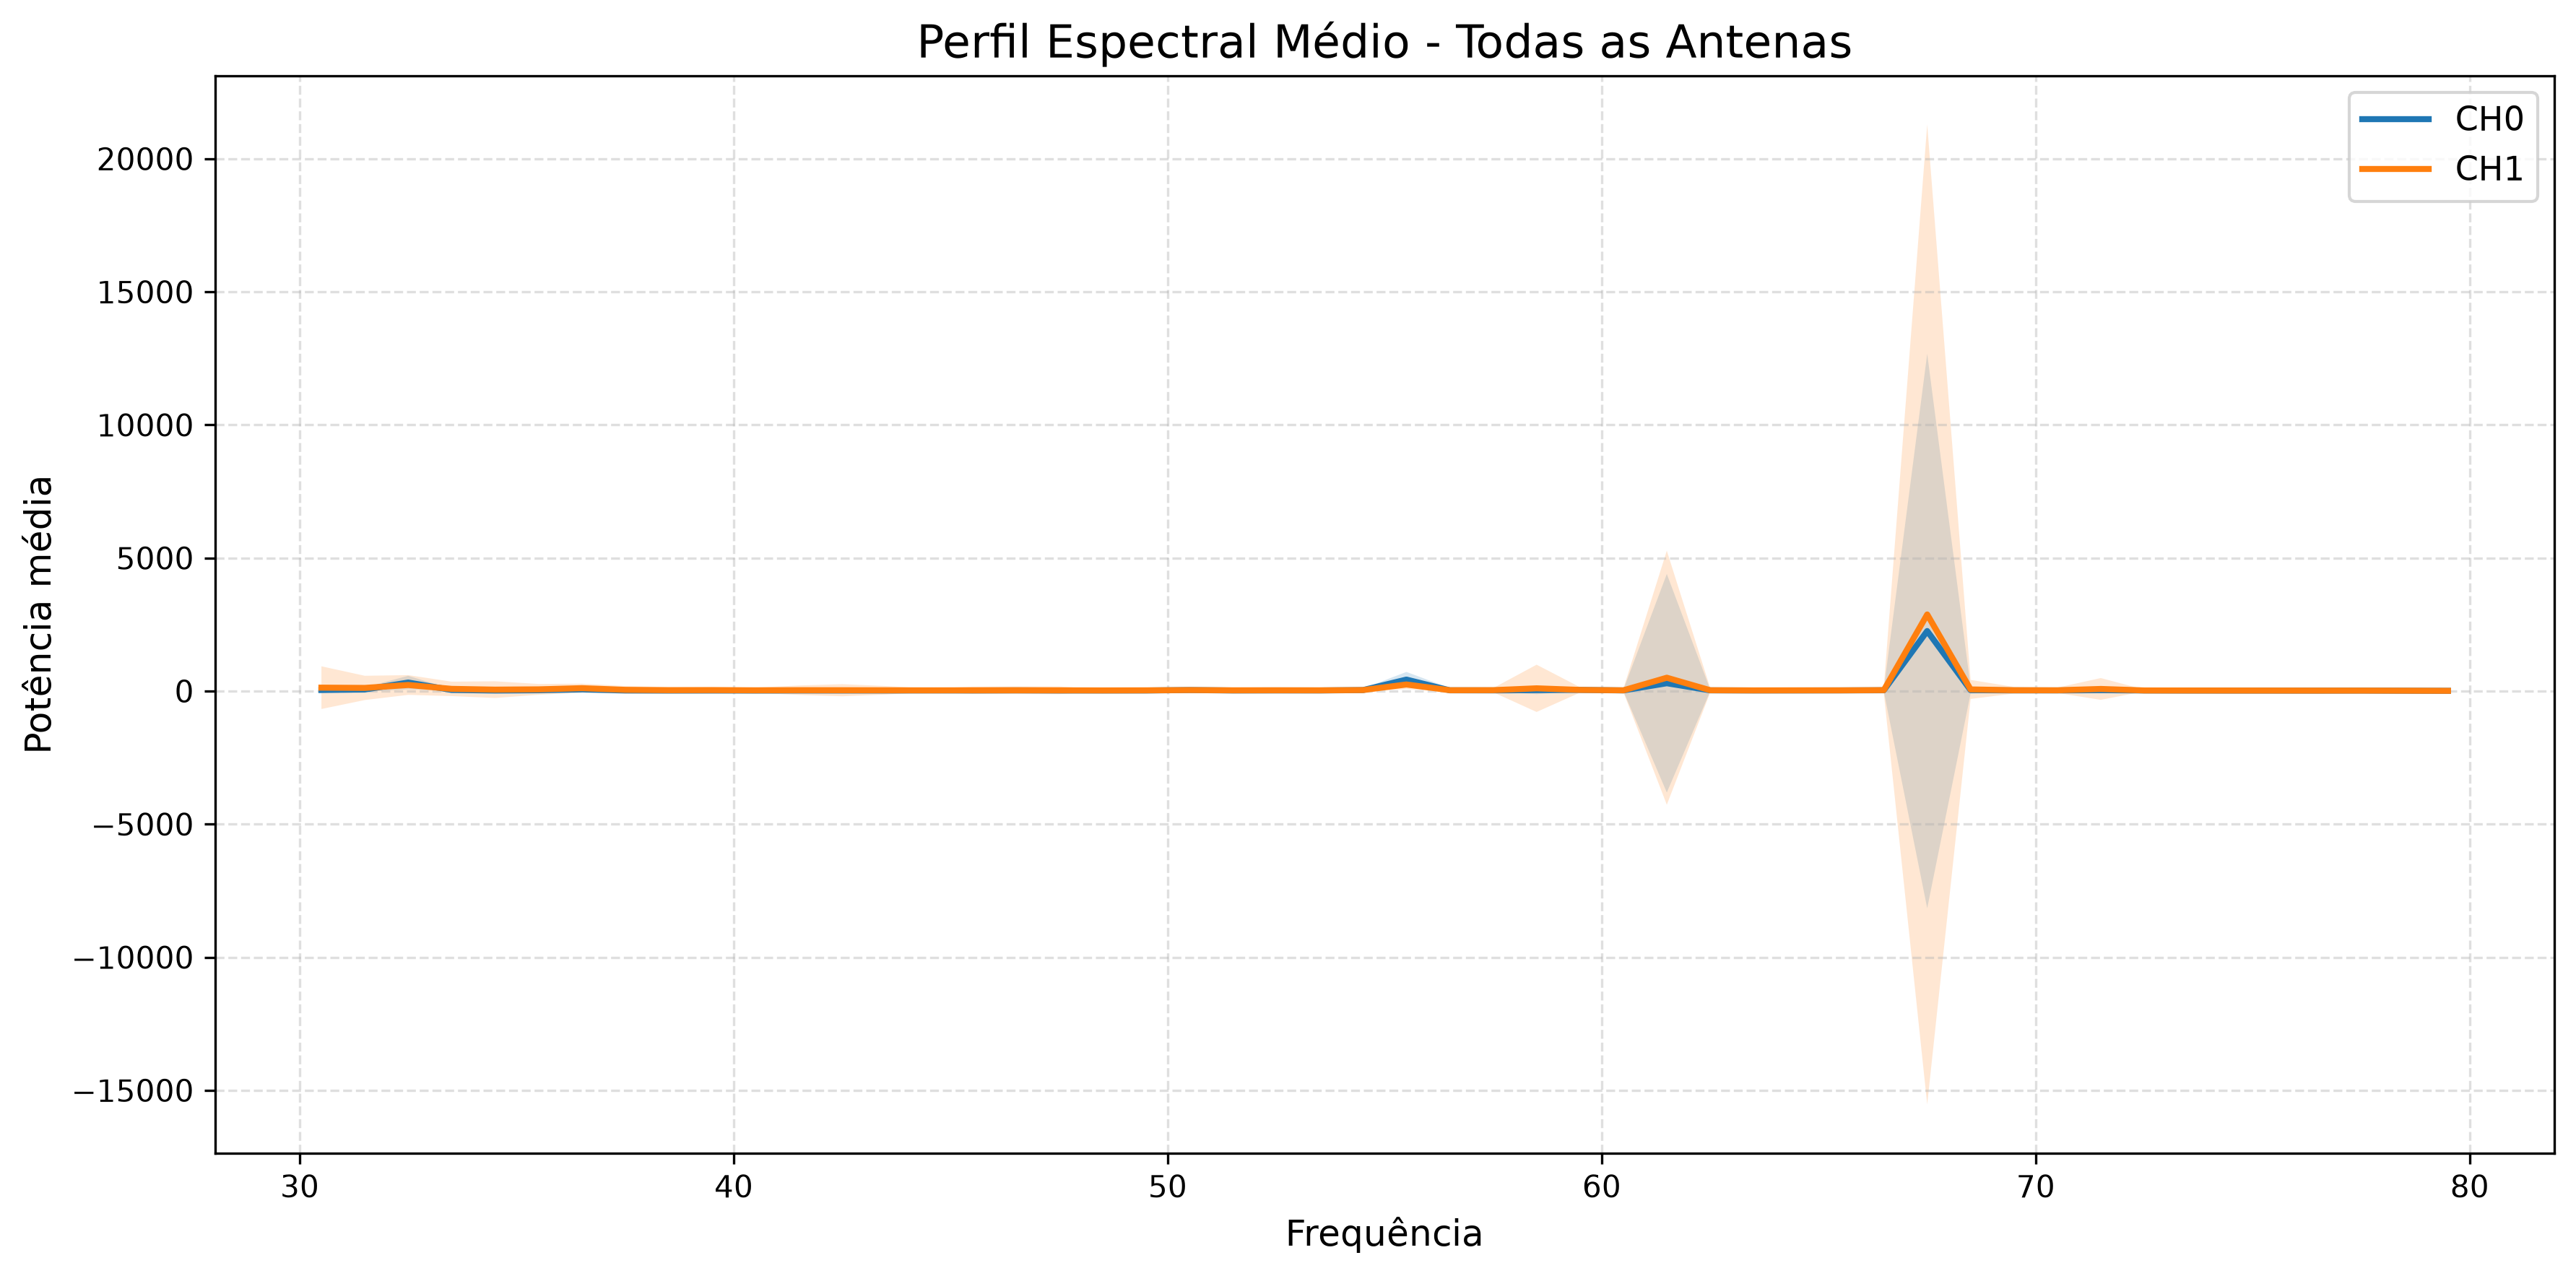 Perfil Espectral Médio - Todas as Antenas
CH0
CH1
20000
15000
10000
5000
0
−5000
−10000
−15000
Potência média
30
40
50
60
70
80
Frequência